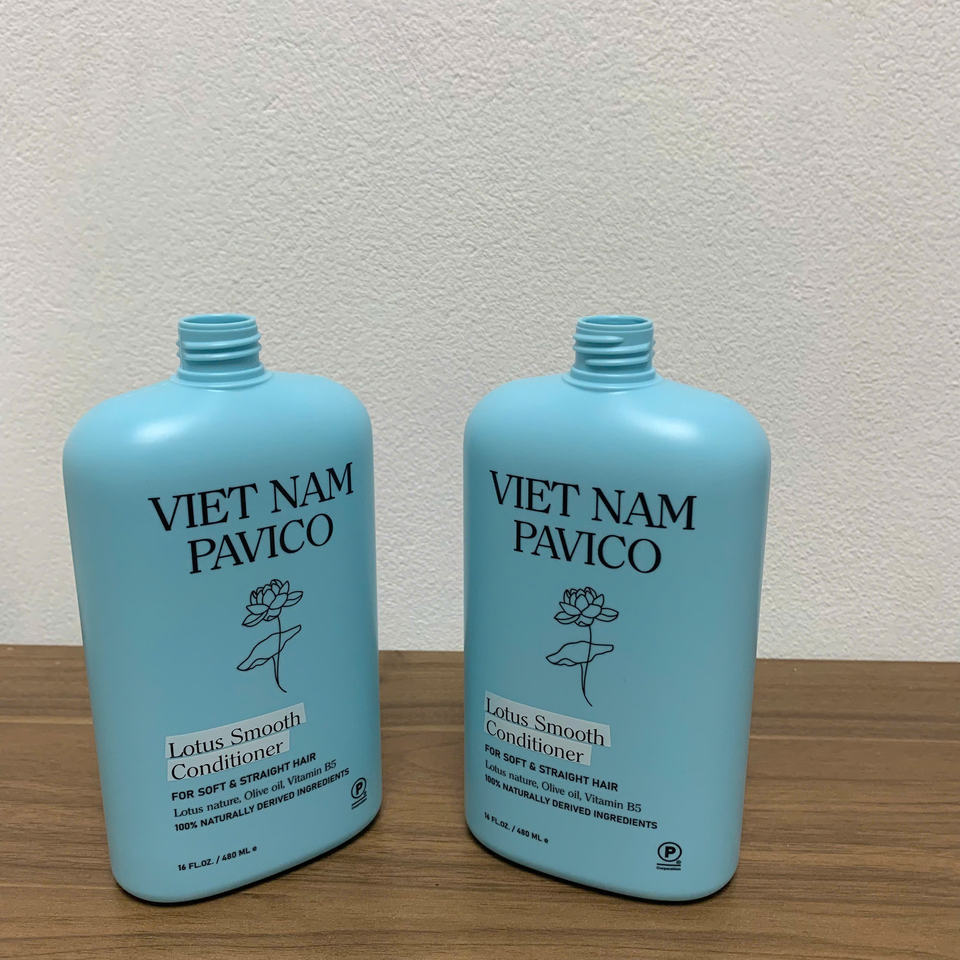 VIET NAM
PAVICO
Lotus Smooth
Conditioner
FOR SOFT & STRAIGHT HAIR
Lotus nature, Olive oil, Vitamin B5
100% NATURALLY DERIVED INGREDIENTS
16 FL.OZ. / 480 ML e
P
VIET NAM
PAVICO
Lotus Smooth
Conditioner
FOR SOFT & STRAIGHT HAIR
Lotus nature, Olive oil, Vitamin B5
100% NATURALLY DERIVED INGREDIENTS
16 FL.OZ. / 480 ML e
P
Corporation